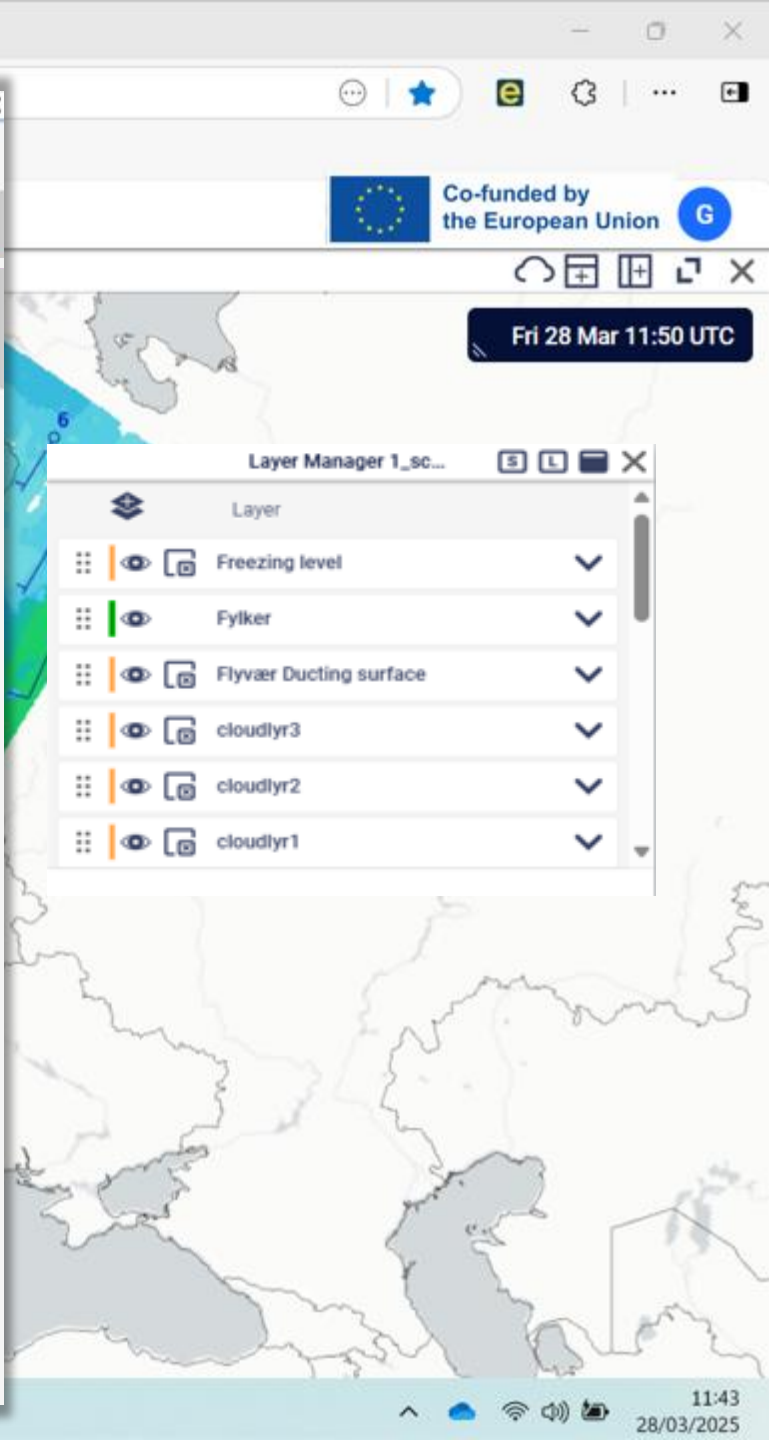 Co-funded by
the European Union
G
Fri 28 Mar 11:50 UTC
6
Layer Manager 1_sc...
S L
Layer
Freezing level
Fylker
Flyvær Ducting surface
cloudlyr3
cloudlyr2
cloudlyr1
11:43
28/03/2025